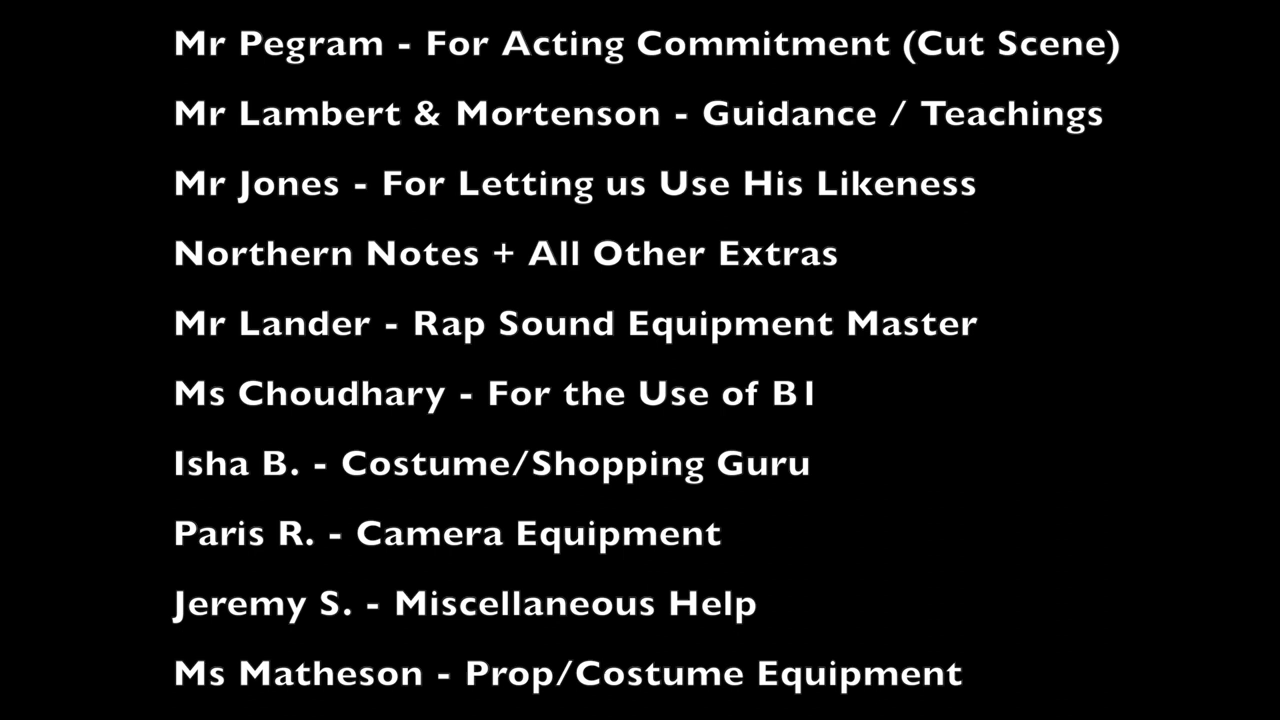 Mr Pegram - For Acting Commitment (Cut Scene)
Mr Lambert & Mortenson - Guidance / Teachings
Mr Jones - For Letting us Use His Likeness
Northern Notes + All Other Extras
Mr Lander - Rap Sound Equipment Master
Ms Choudhary - For the Use of B1
Isha B. - Costume/Shopping Guru
Paris R. - Camera Equipment
Jeremy S. - Miscellaneous Help
Ms Matheson - Prop/Costume Equipment